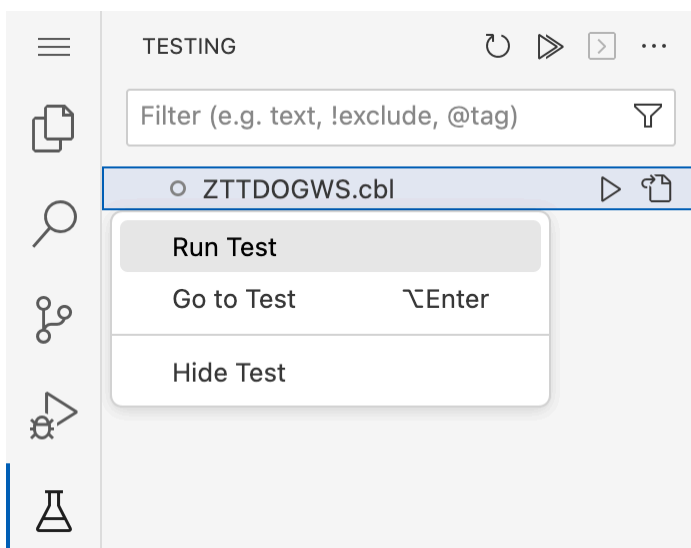 TESTING
Filter (e.g. text, !exclude, @tag)
ZTTDOGWS.cbl
Run Test
Go to Test ⌥Enter
Hide Test